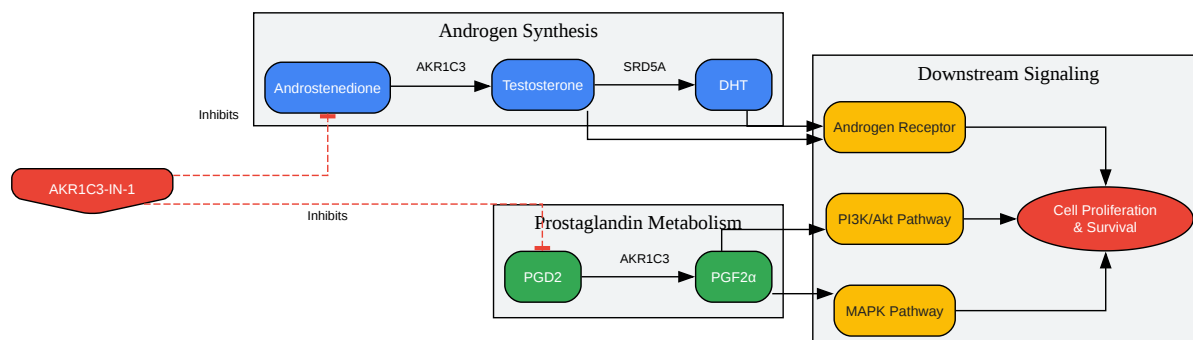 Androgen Synthesis
AKR1C3
SRD5A
Androstenedione
Testosterone
DHT
Inhibits
AKR1C3-IN-1
Inhibits
Prostaglandin Metabolism
AKR1C3
PGD2
PGF2α
Downstream Signaling
Androgen Receptor
PI3K/Akt Pathway
MAPK Pathway
Cell Proliferation
& Survival